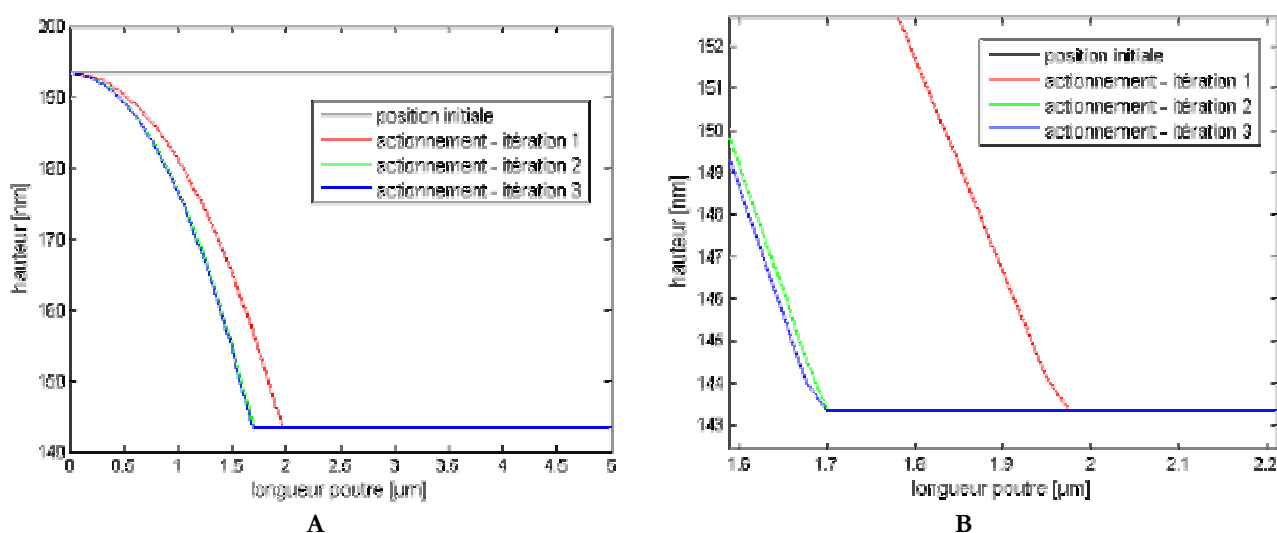 200
190
180
170
160
150
140
hauteur [nm]
position initiale
actionnement - itération 1
actionnement - itération 2
actionnement - itération 3
0 0.5 1 1.5 2 2.5 3 3.5 4 4.5 5
longueur poutre [µm]
A
152
151
150
149
148
147
146
145
144
143
hauteur [nm]
position initiale
actionnement - itération 1
actionnement - itération 2
actionnement - itération 3
1.6 1.7 1.8 1.9 2 2.1 2.2
longueur poutre [µm]
B